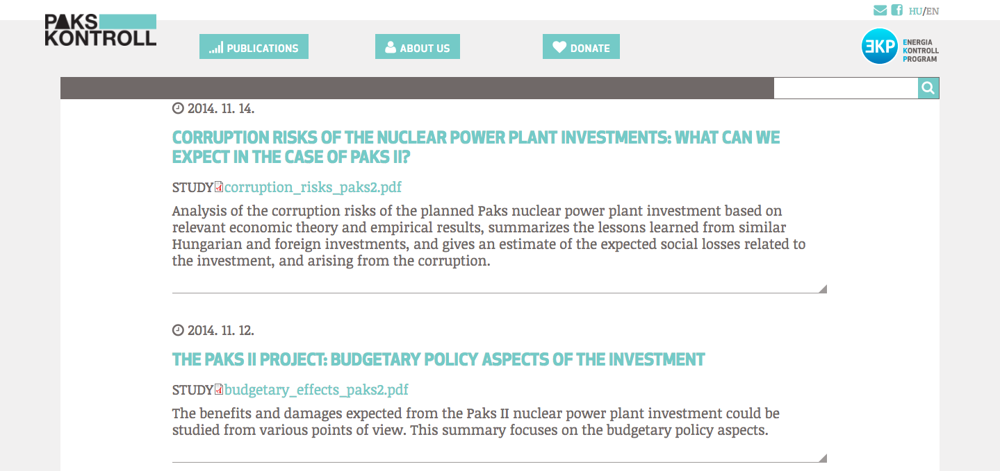 HU/EN
PAKS
KONTROLL
PUBLICATIONS
ABOUT US
DONATE
EKP
ENERGIA
KONTROLL
PROGRAM
2014. 11. 14.
CORRUPTION RISKS OF THE NUCLEAR POWER PLANT INVESTMENTS: WHAT CAN WE
EXPECT IN THE CASE OF PAKS II?
STUDY corruption_risks_paks2.pdf
Analysis of the corruption risks of the planned Paks nuclear power plant investment based on
relevant economic theory and empirical results, summarizes the lessons learned from similar
Hungarian and foreign investments, and gives an estimate of the expected social losses related to
the investment, and arising from the corruption.
2014. 11. 12.
THE PAKS II PROJECT: BUDGETARY POLICY ASPECTS OF THE INVESTMENT
STUDY budgetary_effects_paks2.pdf
The benefits and damages expected from the Paks II nuclear power plant investment could be
studied from various points of view. This summary focuses on the budgetary policy aspects.